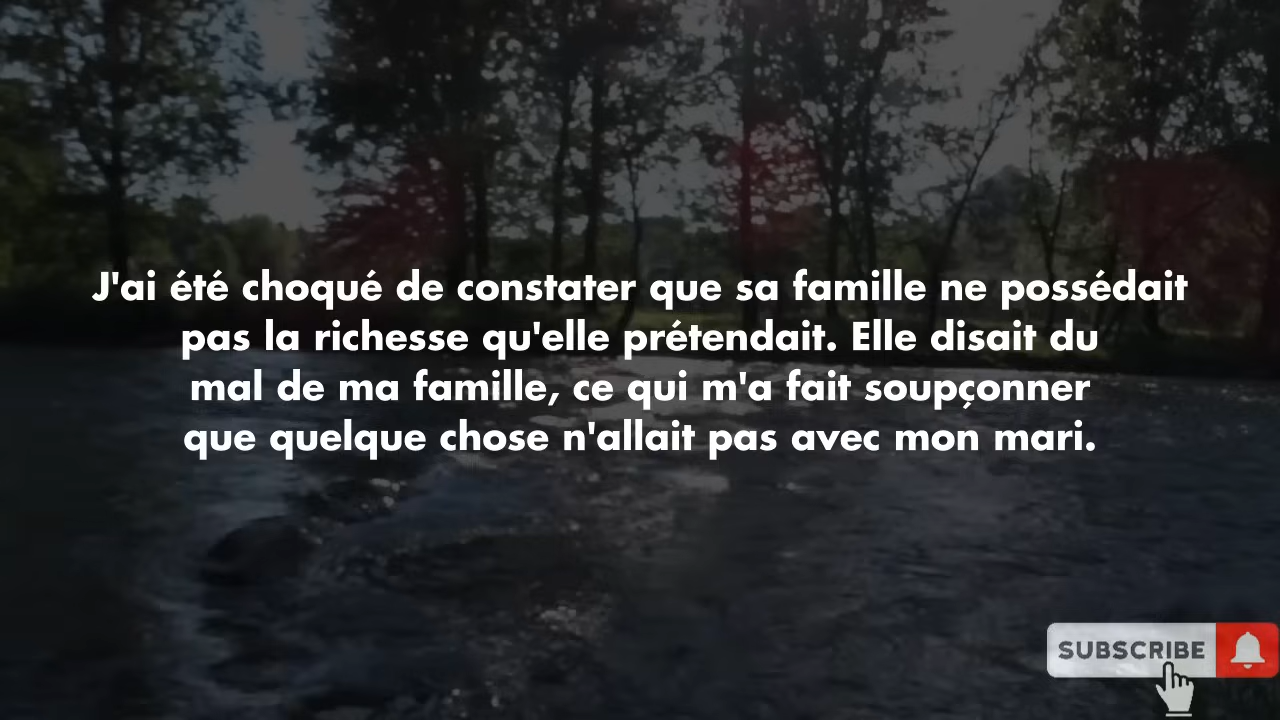 J'ai été choqué de constater que sa famille ne possédait
pas la richesse qu'elle prétendait. Elle disait du
mal de ma famille, ce qui m'a fait soupçonner
que quelque chose n'allait pas avec mon mari.
SUBSCRIBE